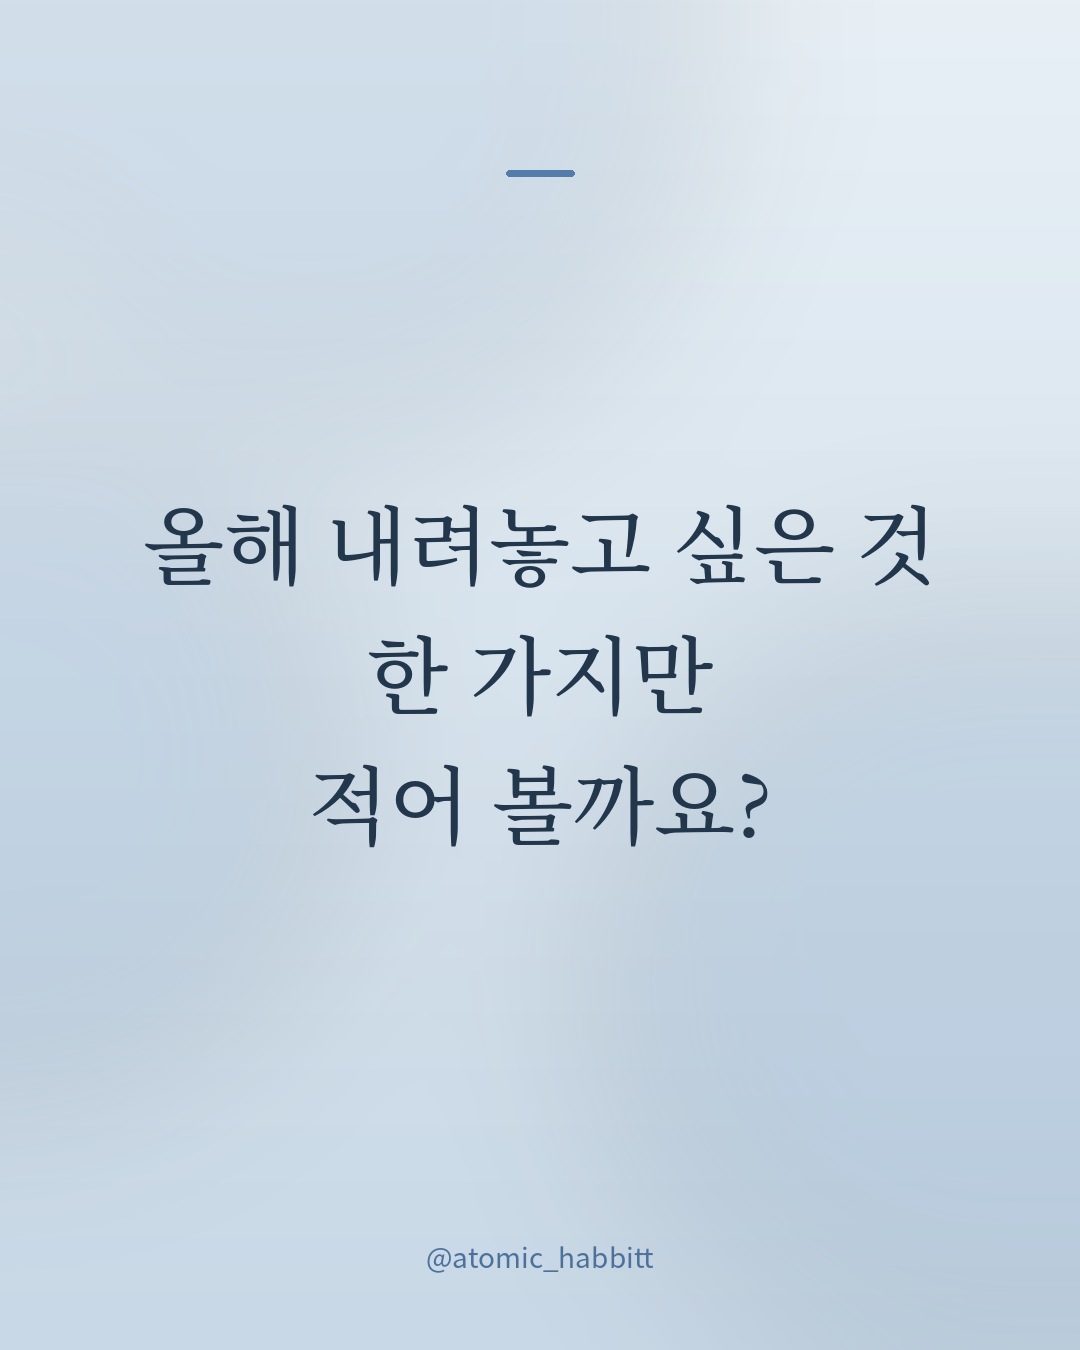 올해 내려놓고 싶은 것
한 가지만
적어 볼까요?
@atomic_habbitt